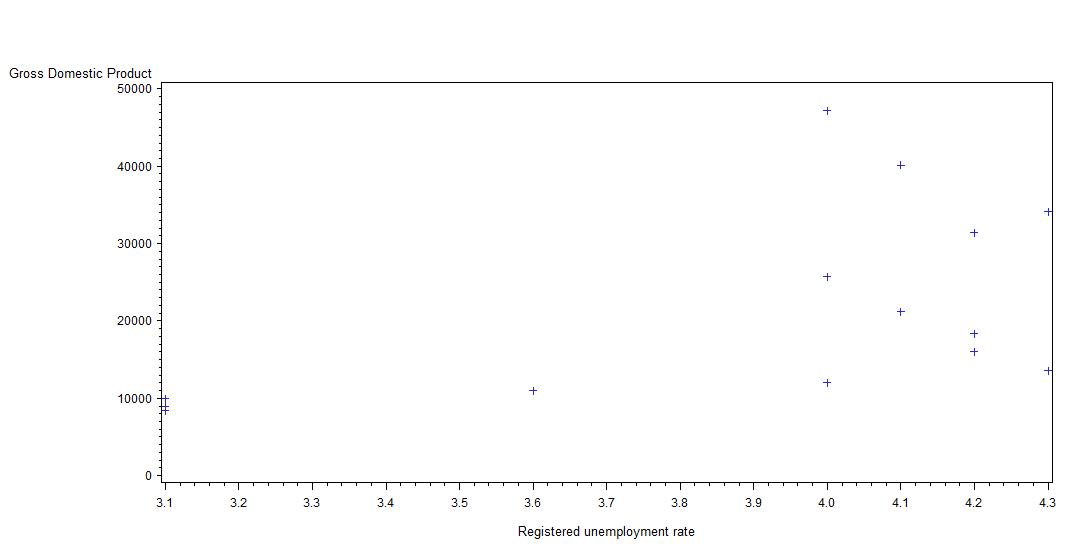 Gross Domestic Product
50000
40000
30000
20000
10000
0
3.1 3.2 3.3 3.4 3.5 3.6 3.7 3.8 3.9 4.0 4.1 4.2 4.3
Registered unemployment rate